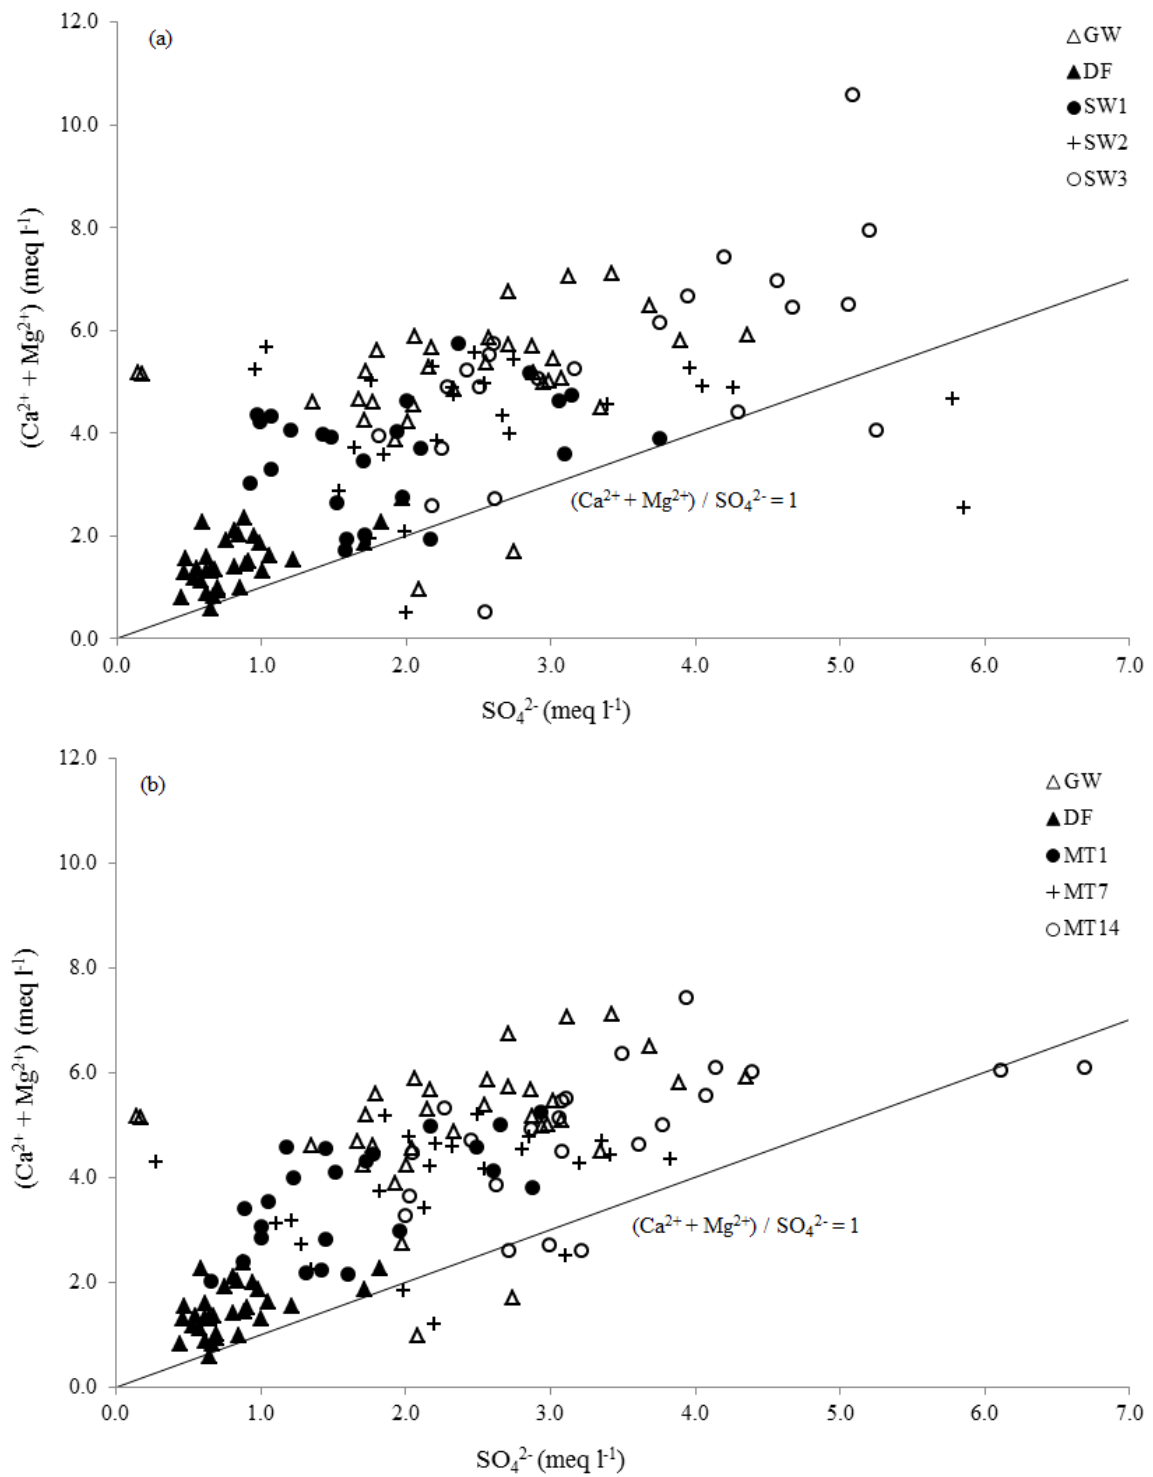 (a)
12.0
10.0
8.0
6.0
4.0
2.0
0.0
(Ca²⁺ + Mg²⁺) (meq l⁻¹)
GW
DF
SW1
SW2
SW3
(Ca²⁺ + Mg²⁺) / SO₄²⁻ = 1
0.0 1.0 2.0 3.0 4.0 5.0 6.0 7.0
SO₄²⁻ (meq l⁻¹)
(b)
12.0
10.0
8.0
6.0
4.0
2.0
0.0
(Ca²⁺ + Mg²⁺) (meq l⁻¹)
GW
DF
MT1
MT7
MT14
(Ca²⁺ + Mg²⁺) / SO₄²⁻ = 1
0.0 1.0 2.0 3.0 4.0 5.0 6.0 7.0
SO₄²⁻ (meq l⁻¹)